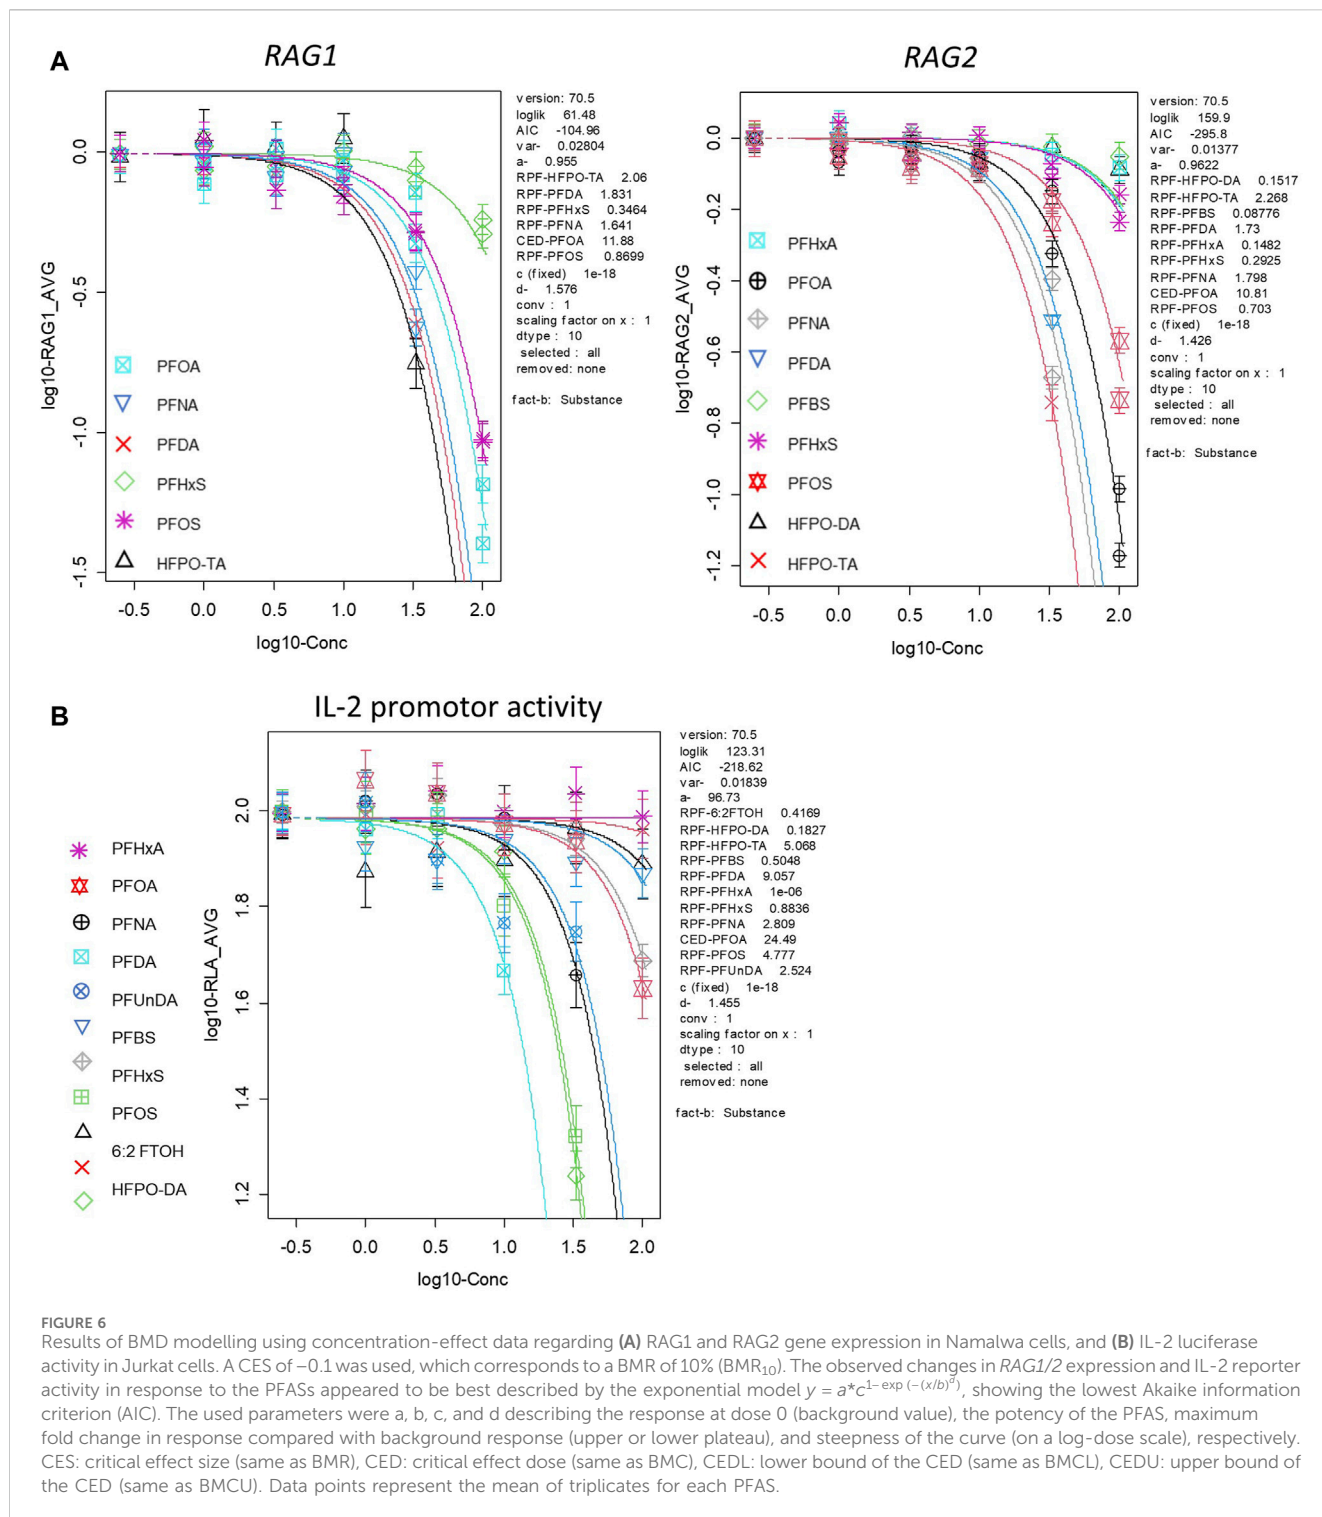 A
RAG1
RAG2
0.0
-0.5
-1.0
-1.5
log10-RAG1_AVG
PFOA
PFNA
PFDA
PFHxS
PFOS
HFPO-TA
-0.5 0.0 0.5 1.0 1.5 2.0
log10-Conc
version: 70.5
loglik 61.48
AIC -104.96
var- 0.02804
a- 0.955
RPF-HFPO-TA 2.06
RPF-PFDA 1.831
RPF-PFHxS 0.3464
RPF-PFNA 1.641
CED-PFOA 11.88
RPF-PFOS 0.8699
c (fixed) 1e-18
d- 1.576
conv : 1
scaling factor on x : 1
dtype : 10
selected : all
removed: none
fact-b: Substance
0.0
-0.2
-0.4
-0.6
-0.8
-1.0
-1.2
log10-RAG2_AVG
PFHxA
PFOA
PFNA
PFDA
PFBS
PFHxS
PFOS
HFPO-DA
HFPO-TA
-0.5 0.0 0.5 1.0 1.5 2.0
log10-Conc
version: 70.5
loglik 159.9
AIC -295.8
var- 0.01377
a- 0.9622
RPF-HFPO-DA 0.1517
RPF-HFPO-TA 2.268
RPF-PFBS 0.08776
RPF-PFDA 1.73
RPF-PFHxA 0.1482
RPF-PFHxS 0.2925
RPF-PFNA 1.798
CED-PFOA 10.81
RPF-PFOS 0.703
c (fixed) 1e-18
d- 1.426
conv : 1
scaling factor on x : 1
dtype : 10
selected : all
removed: none
fact-b: Substance
B
IL-2 promotor activity
PFHxA
PFOA
PFNA
PFDA
PFUnDA
PFBS
PFHxS
PFOS
6:2 FTOH
HFPO-DA
2.0
1.8
1.6
1.4
1.2
log10-RLA_AVG
-0.5 0.0 0.5 1.0 1.5 2.0
log10-Conc
version: 70.5
loglik 123.31
AIC -218.62
var- 0.01839
a- 96.73
RPF-6:2FTOH 0.4169
RPF-HFPO-DA 0.1827
RPF-HFPO-TA 5.068
RPF-PFBS 0.5048
RPF-PFDA 9.057
RPF-PFHxA 1e-06
RPF-PFHxS 0.8836
RPF-PFNA 2.809
CED-PFOA 24.49
RPF-PFOS 4.777
RPF-PFUnDA 2.524
c (fixed) 1e-18
d- 1.455
conv : 1
scaling factor on x : 1
dtype : 10
selected : all
removed: none
fact-b: Substance
FIGURE 6
Results of BMD modelling using concentration-effect data regarding (A) RAG1 and RAG2 gene expression in Namalwa cells, and (B) IL-2 luciferase
activity in Jurkat cells. A CES of −0.1 was used, which corresponds to a BMR of 10% (BMR₁₀). The observed changes in RAG1/2 expression and IL-2 reporter
activity in response to the PFASs appeared to be best described by the exponential model y = a*c^(1−exp (−(x/b)^d)), showing the lowest Akaike information
criterion (AIC). The used parameters were a, b, c, and d describing the response at dose 0 (background value), the potency of the PFAS, maximum
fold change in response compared with background response (upper or lower plateau), and steepness of the curve (on a log-dose scale), respectively.
CES: critical effect size (same as BMR), CED: critical effect dose (same as BMC), CEDL: lower bound of the CED (same as BMCL), CEDU: upper bound of
the CED (same as BMCU). Data points represent the mean of triplicates for each PFAS.